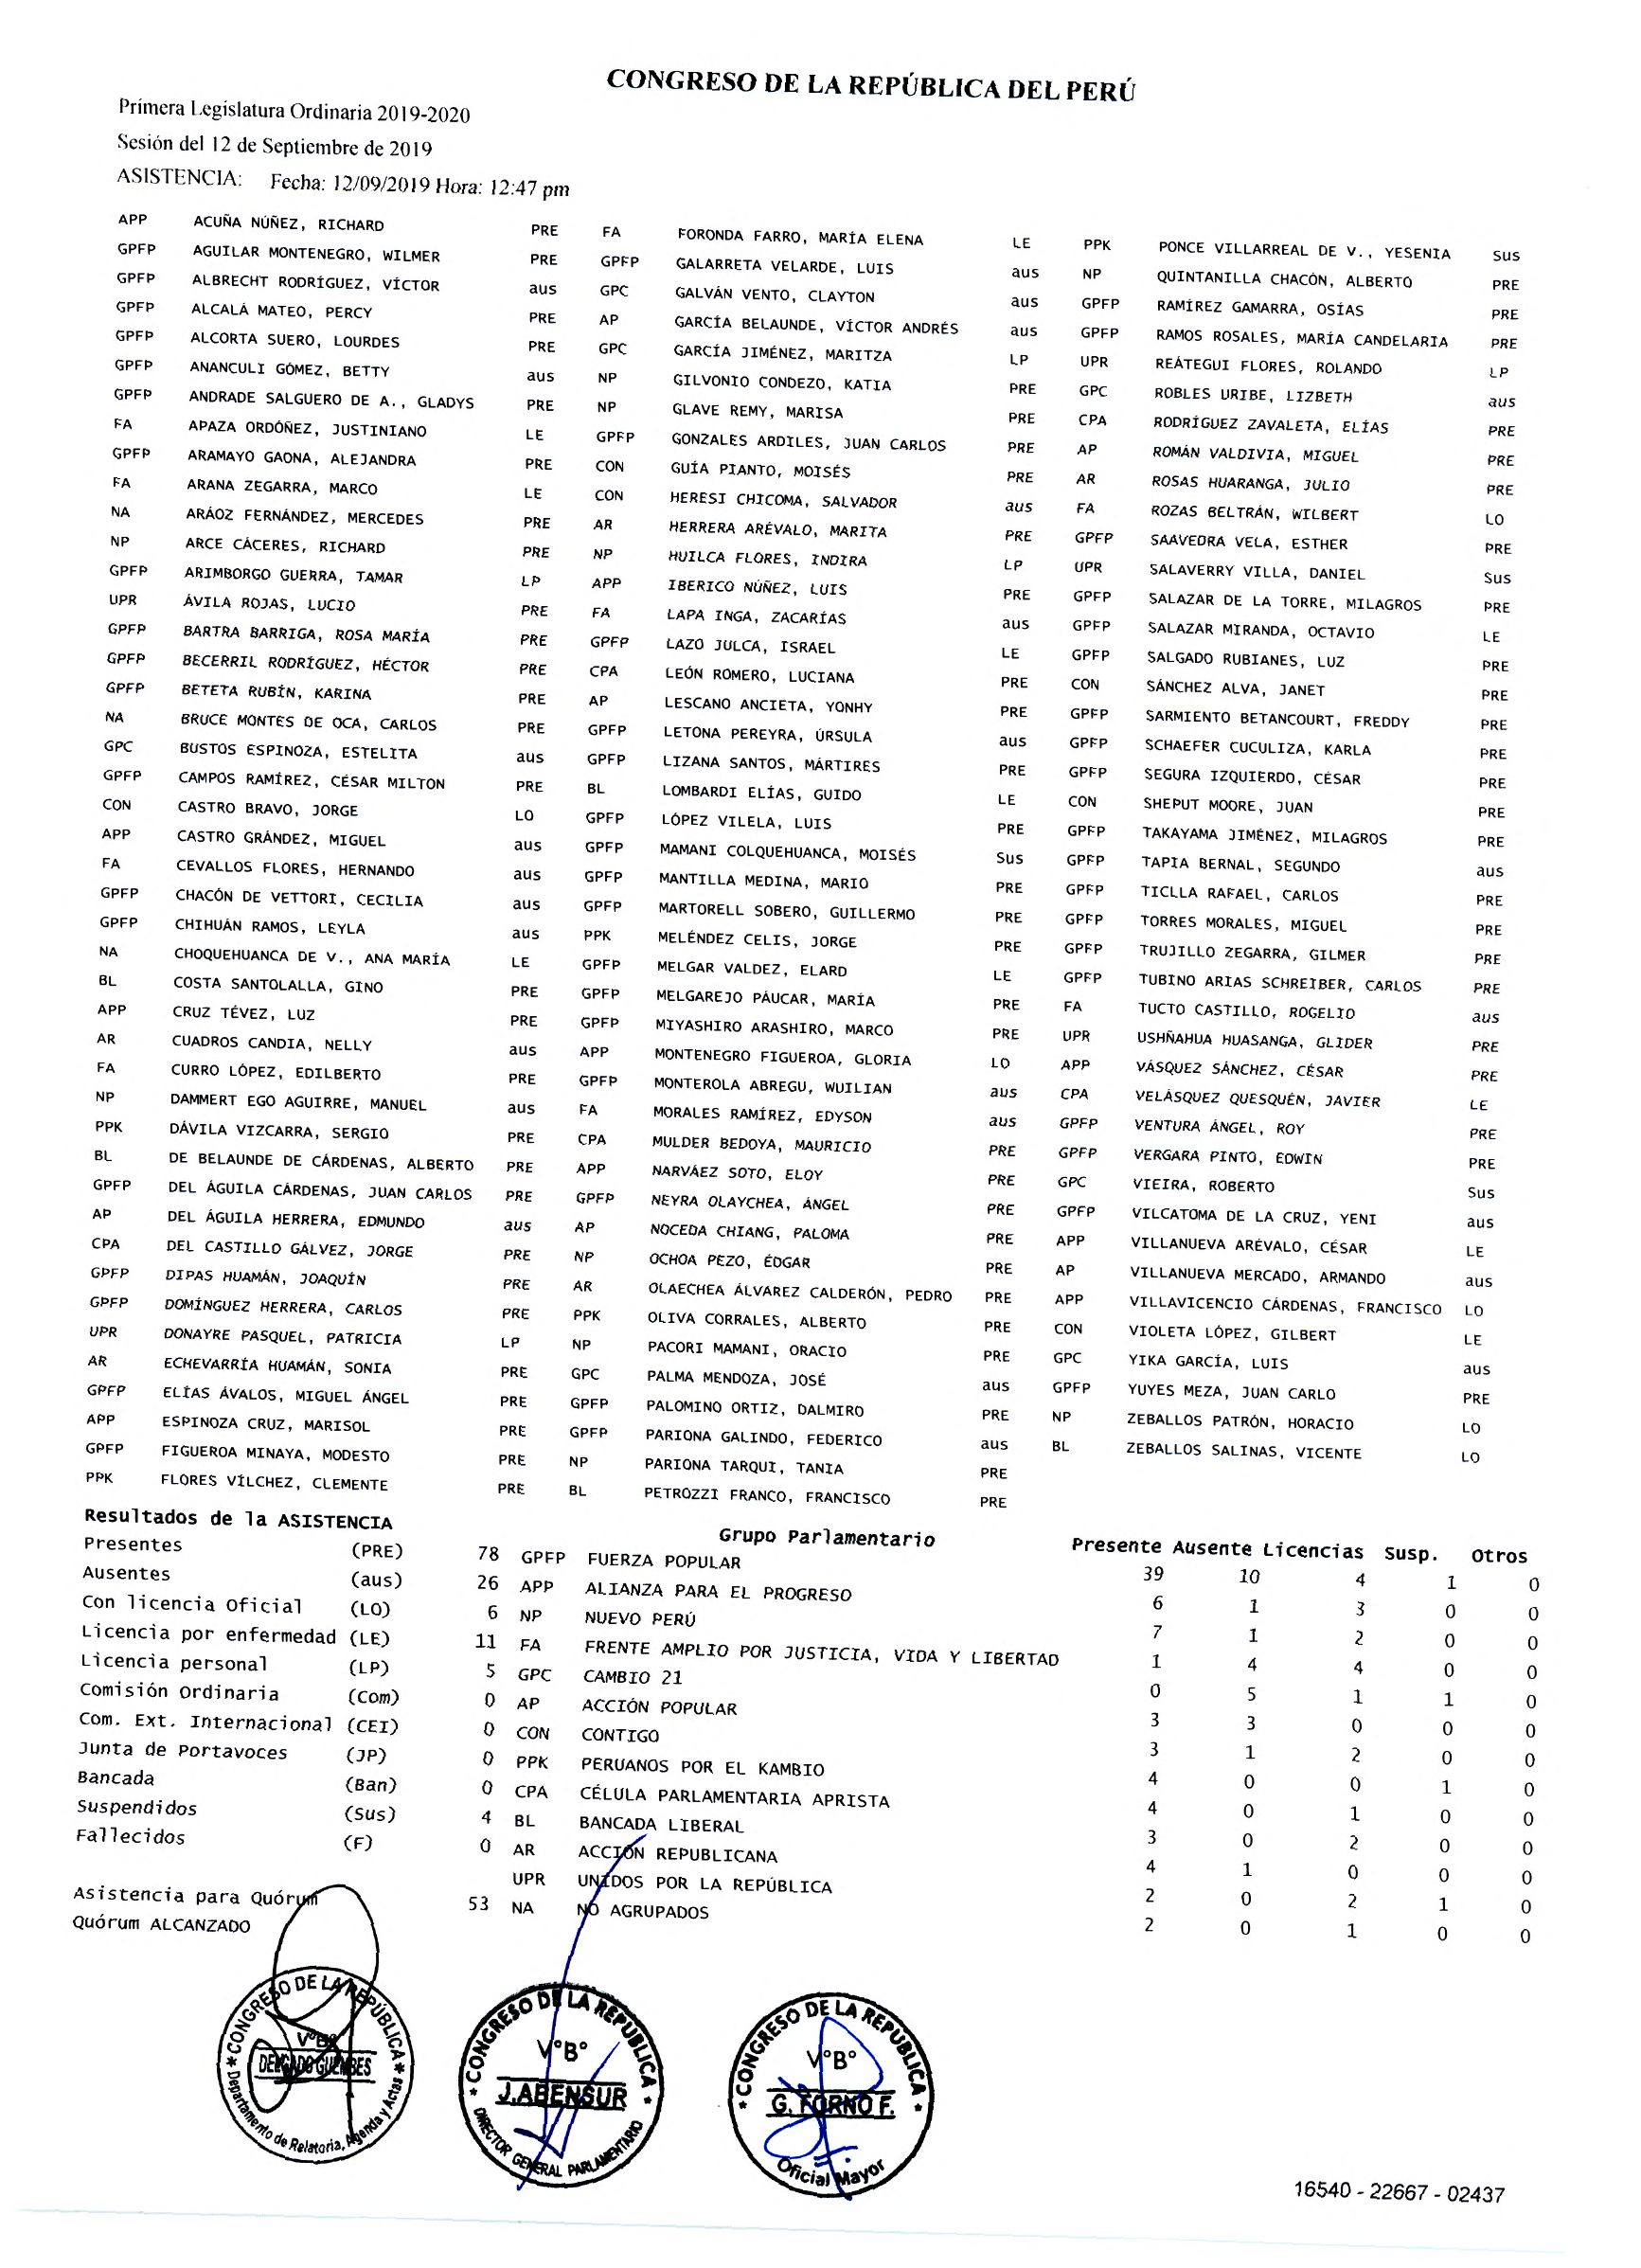 CONGRESO DE LA REPÚBLICA DEL PERÚ
Primera Legislatura Ordinaria 2019-2020
Sesión del 12 de Septiembre de 2019
ASISTENCIA: Fecha: 12/09/2019 Hora: 12:47 pm
APP ACUÑA NÚÑEZ, RICHARD PRE FA FORONDA FARRO, MARÍA ELENA LE PPK PONCE VILLARREAL DE V., YESENIA Sus
GPFP AGUILAR MONTENEGRO, WILMER PRE GPFP GALARRETA VELARDE, LUIS aus NP QUINTANILLA CHACÓN, ALBERTO PRE
GPFP ALBRECHT RODRÍGUEZ, VÍCTOR aus GPC GALVÁN VENTO, CLAYTON aus GPFP RAMÍREZ GAMARRA, OSÍAS PRE
GPFP ALCALÁ MATEO, PERCY PRE AP GARCÍA BELAUNDE, VÍCTOR ANDRÉS aus GPFP RAMOS ROSALES, MARÍA CANDELARIA PRE
GPFP ALCORTA SUERO, LOURDES PRE GPC GARCÍA JIMÉNEZ, MARITZA LP UPR REÁTEGUI FLORES, ROLANDO LP
GPFP ANANCULI GÓMEZ, BETTY aus NP GILVONIO CONDEZO, KATIA PRE GPC ROBLES URIBE, LIZBETH aus
GPFP ANDRADE SALGUERO DE A., GLADYS PRE NP GLAVE REMY, MARISA PRE CPA RODRÍGUEZ ZAVALETA, ELÍAS PRE
FA APAZA ORDÓÑEZ, JUSTINIANO LE GPFP GONZALES ARDILES, JUAN CARLOS PRE AP ROMÁN VALDIVIA, MIGUEL PRE
GPFP ARAMAYO GAONA, ALEJANDRA PRE CON GUÍA PIANTO, MOISÉS PRE AR ROSAS HUARANGA, JULIO PRE
FA ARANA ZEGARRA, MARCO LE CON HERESI CHICOMA, SALVADOR aus FA ROZAS BELTRÁN, WILBERT LO
NA ARÁOZ FERNÁNDEZ, MERCEDES PRE AR HERRERA ARÉVALO, MARITA PRE GPFP SAAVEDRA VELA, ESTHER PRE
NP ARCE CÁCERES, RICHARD PRE NP HUILCA FLORES, INDIRA LP UPR SALAVERRY VILLA, DANIEL Sus
GPFP ARIMBORGO GUERRA, TAMAR LP APP IBERICO NÚÑEZ, LUIS PRE GPFP SALAZAR DE LA TORRE, MILAGROS PRE
UPR ÁVILA ROJAS, LUCIO PRE FA LAPA INGA, ZACARÍAS aus GPFP SALAZAR MIRANDA, OCTAVIO LE
GPFP BARTRA BARRIGA, ROSA MARÍA PRE GPFP LAZO JULCA, ISRAEL LE GPFP SALGADO RUBIANES, LUZ PRE
GPFP BECERRIL RODRÍGUEZ, HÉCTOR PRE CPA LEÓN ROMERO, LUCIANA PRE CON SÁNCHEZ ALVA, JANET PRE
GPFP BETETA RUBÍN, KARINA PRE AP LESCANO ANCIETA, YONHY PRE GPFP SARMIENTO BETANCOURT, FREDDY PRE
NA BRUCE MONTES DE OCA, CARLOS PRE GPFP LETONA PEREYRA, ÚRSULA aus GPFP SCHAEFER CUCULIZA, KARLA PRE
GPC BUSTOS ESPINOZA, ESTELITA aus GPFP LIZANA SANTOS, MÁRTIRES PRE GPFP SEGURA IZQUIERDO, CÉSAR PRE
GPFP CAMPOS RAMÍREZ, CÉSAR MILTON PRE BL LOMBARDI ELÍAS, GUIDO LE CON SHEPUT MOORE, JUAN PRE
CON CASTRO BRAVO, JORGE LO GPFP LÓPEZ VILELA, LUIS PRE GPFP TAKAYAMA JIMÉNEZ, MILAGROS PRE
APP CASTRO GRÁNDEZ, MIGUEL aus GPFP MAMANI COLQUEHUANCA, MOISÉS Sus GPFP TAPIA BERNAL, SEGUNDO aus
FA CEVALLOS FLORES, HERNANDO aus GPFP MANTILLA MEDINA, MARIO PRE GPFP TICLLA RAFAEL, CARLOS PRE
GPFP CHACÓN DE VETTORI, CECILIA aus GPFP MARTORELL SOBERO, GUILLERMO PRE GPFP TORRES MORALES, MIGUEL PRE
GPFP CHIHUÁN RAMOS, LEYLA aus PPK MELÉNDEZ CELIS, JORGE PRE GPFP TRUJILLO ZEGARRA, GILMER PRE
NA CHOQUEHUANCA DE V., ANA MARÍA LE GPFP MELGAR VALDEZ, ELARD LE GPFP TUBINO ARIAS SCHREIBER, CARLOS PRE
BL COSTA SANTOLALLA, GINO PRE GPFP MELGAREJO PÁUCAR, MARÍA PRE FA TUCTO CASTILLO, ROGELIO aus
APP CRUZ TÉVEZ, LUZ PRE GPFP MIYASHIRO ARASHIRO, MARCO PRE UPR USHÑAHUA HUASANGA, GLIDER PRE
AR CUADROS CANDIA, NELLY aus APP MONTENEGRO FIGUEROA, GLORIA LO APP VÁSQUEZ SÁNCHEZ, CÉSAR PRE
FA CURRO LÓPEZ, EDILBERTO PRE GPFP MONTEROLA ABREGU, WUILIAN aus CPA VELÁSQUEZ QUESQUÉN, JAVIER LE
NP DAMMERT EGO AGUIRRE, MANUEL aus FA MORALES RAMÍREZ, EDYSON aus GPFP VENTURA ÁNGEL, ROY PRE
PPK DÁVILA VIZCARRA, SERGIO PRE CPA MULDER BEDOYA, MAURICIO PRE GPFP VERGARA PINTO, EDWIN PRE
BL DE BELAUNDE DE CÁRDENAS, ALBERTO PRE APP NARVÁEZ SOTO, ELOY PRE GPC VIEIRA, ROBERTO Sus
GPFP DEL ÁGUILA CÁRDENAS, JUAN CARLOS PRE GPFP NEYRA OLAYCHEA, ÁNGEL PRE GPFP VILCATOMA DE LA CRUZ, YENI aus
AP DEL ÁGUILA HERRERA, EDMUNDO aus AP NOCEDA CHIANG, PALOMA PRE APP VILLANUEVA ARÉVALO, CÉSAR LE
CPA DEL CASTILLO GÁLVEZ, JORGE PRE NP OCHOA PEZO, ÉDGAR PRE AP VILLANUEVA MERCADO, ARMANDO aus
GPFP DIPAS HUAMÁN, JOAQUÍN PRE AR OLAECHEA ÁLVAREZ CALDERÓN, PEDRO PRE APP VILLAVICENCIO CÁRDENAS, FRANCISCO LO
GPFP DOMÍNGUEZ HERRERA, CARLOS PRE PPK OLIVA CORRALES, ALBERTO PRE CON VIOLETA LÓPEZ, GILBERT LE
UPR DONAYRE PASQUEL, PATRICIA LP NP PACORI MAMANI, ORACIO PRE GPC YIKA GARCÍA, LUIS aus
AR ECHEVARRÍA HUAMÁN, SONIA PRE GPC PALMA MENDOZA, JOSÉ aus GPFP YUYES MEZA, JUAN CARLO PRE
GPFP ELÍAS ÁVALOS, MIGUEL ÁNGEL PRE GPFP PALOMINO ORTIZ, DALMIRO PRE NP ZEBALLOS PATRÓN, HORACIO LO
APP ESPINOZA CRUZ, MARISOL PRE GPFP PARIONA GALINDO, FEDERICO aus BL ZEBALLOS SALINAS, VICENTE LO
GPFP FIGUEROA MINAYA, MODESTO PRE NP PARIONA TARQUI, TANIA PRE
PPK FLORES VÍLCHEZ, CLEMENTE PRE BL PETROZZI FRANCO, FRANCISCO PRE
Resultados de la ASISTENCIA Grupo Parlamentario Presente Ausente Licencias Susp. Otros
Presentes (PRE) 78 GPFP FUERZA POPULAR 39 10 4 1 0
Ausentes (aus) 26 APP ALIANZA PARA EL PROGRESO 6 1 3 0 0
Con licencia Oficial (LO) 6 NP NUEVO PERÚ 7 1 2 0 0
Licencia por enfermedad (LE) 11 FA FRENTE AMPLIO POR JUSTICIA, VIDA Y LIBERTAD 1 4 4 0 0
Licencia personal (LP) 5 GPC CAMBIO 21 0 5 1 1 0
Comisión Ordinaria (Com) 0 AP ACCIÓN POPULAR 3 3 0 0 0
Com. Ext. Internacional (CEI) 0 CON CONTIGO 3 1 2 0 0
Junta de Portavoces (JP) 0 PPK PERUANOS POR EL KAMBIO 4 0 0 1 0
Bancada (Ban) 0 CPA CÉLULA PARLAMENTARIA APRISTA 4 0 1 0 0
Suspendidos (Sus) 4 BL BANCADA LIBERAL 3 0 2 0 0
Fallecidos (F) 0 AR ACCIÓN REPUBLICANA 4 1 0 0 0
UPR UNIDOS POR LA REPÚBLICA 2 0 2 1 0
Asistencia para Quórum 53 NA NO AGRUPADOS 2 0 1 0 0
Quórum ALCANZADO
CONGRESO DE LA REPÚBLICA
V°B°
Departamento de Relatoria, Agenda y Actas
CONGRESO DE LA REPUBLICA
V°B°
J.ABENSUR
DIRECTOR GENERAL PARLAMENTARIO
CONGRESO DE LA REPUBLICA
V°B°
G. FORNO F.
Oficial Mayor
16540 - 22667 - 02437